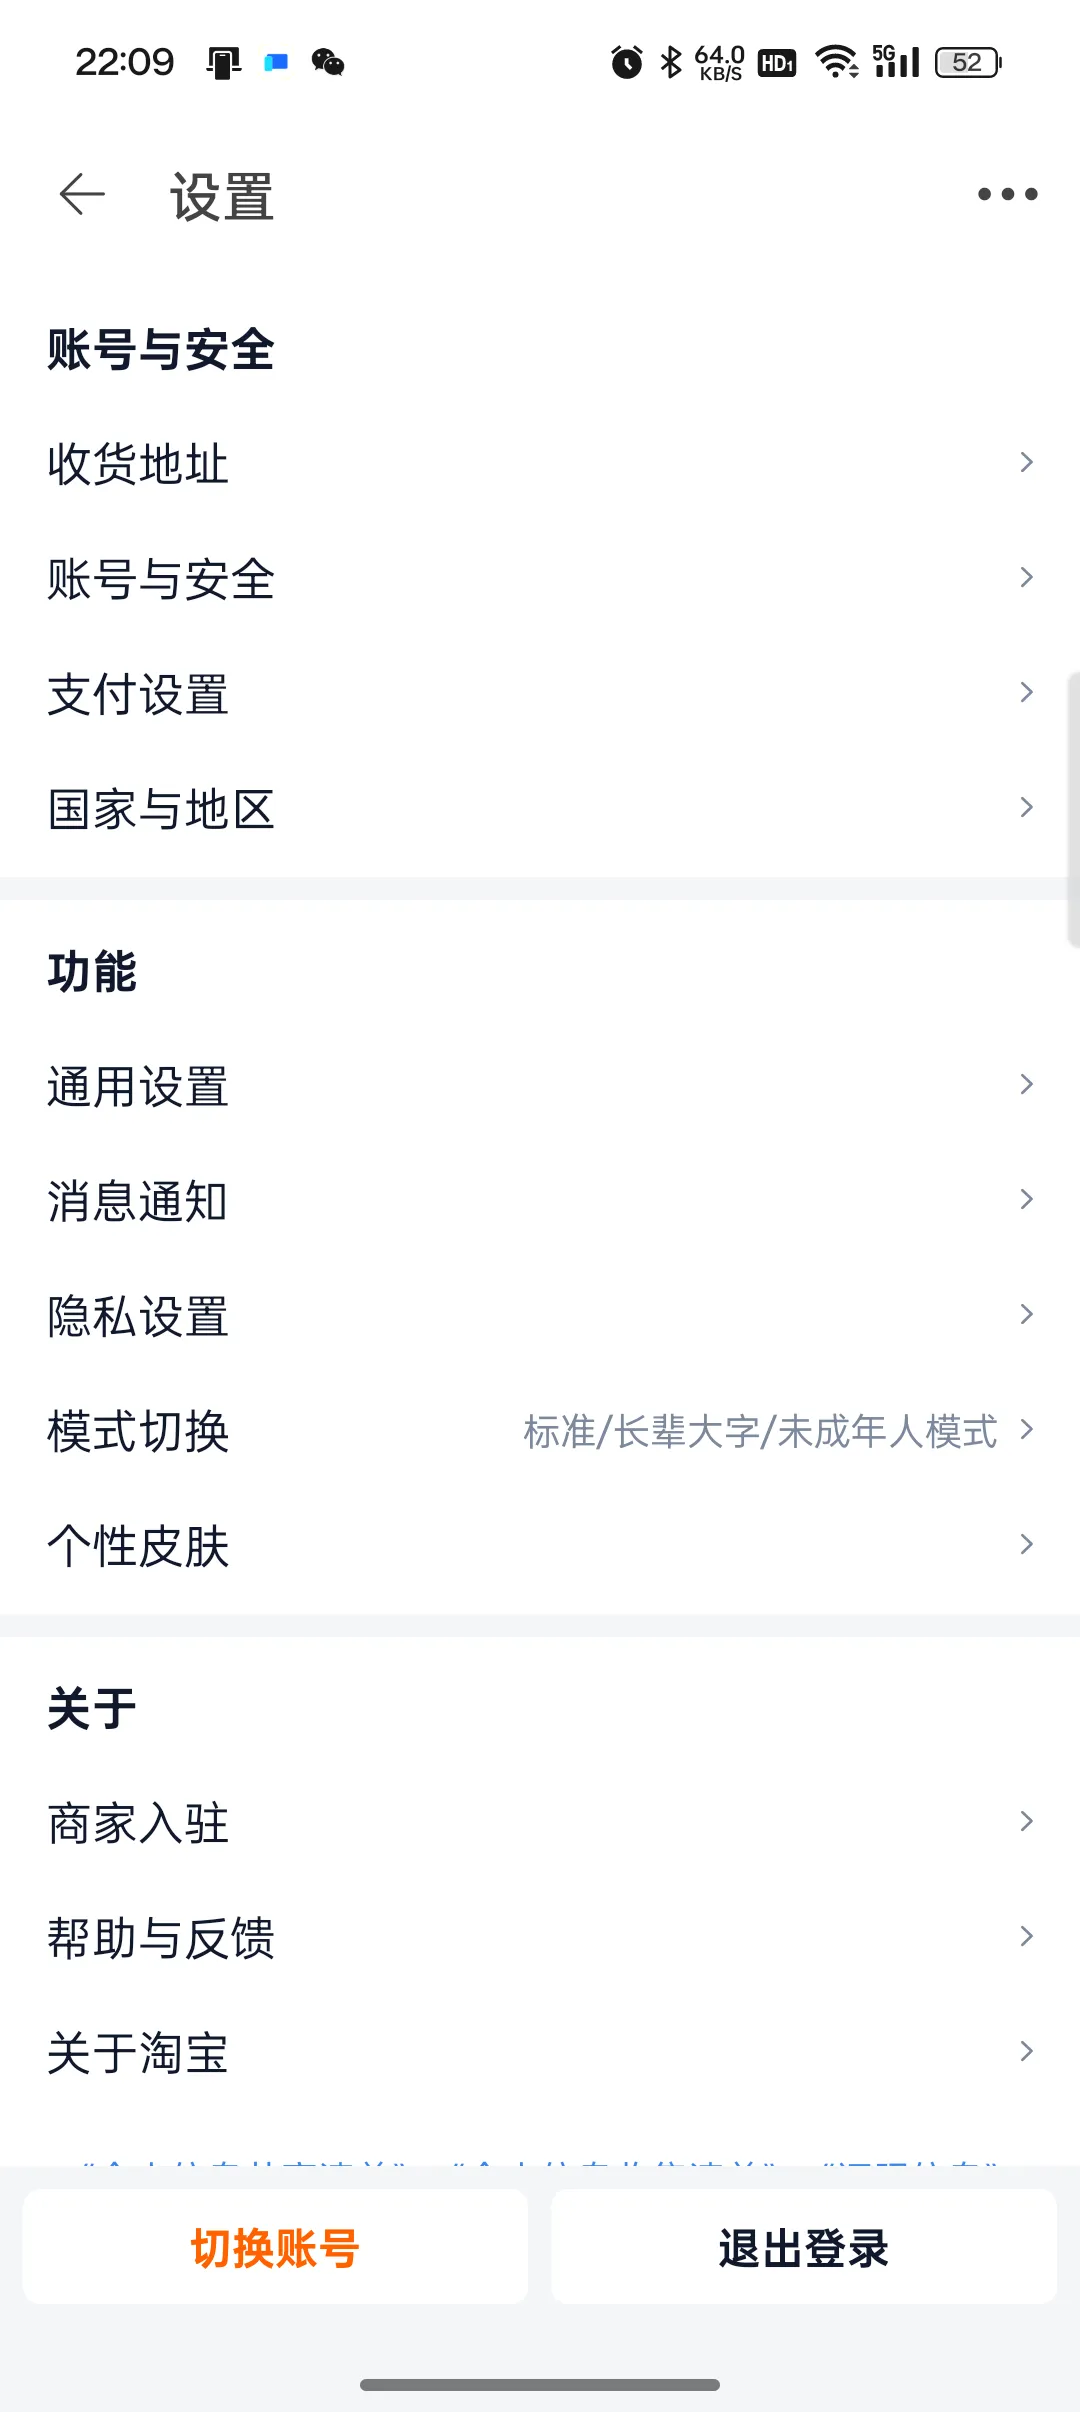 22:09
64.0 KB/S HD1 5G 52
设置
账号与安全
收货地址
账号与安全
支付设置
国家与地区
功能
通用设置
消息通知
隐私设置
模式切换 标准/长辈大字/未成年人模式
个性皮肤
关于
商家入驻
帮助与反馈
关于淘宝
切换账号 退出登录